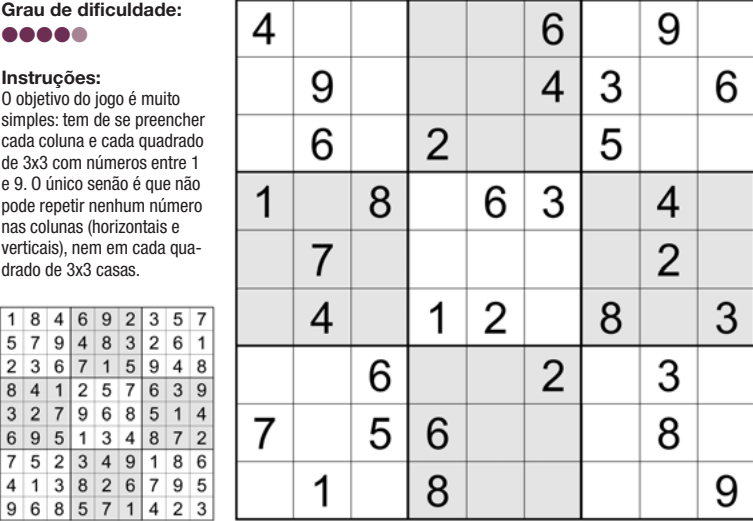 Grau de dificuldade:
Instruções:
O objetivo do jogo é muito
simples: tem de se preencher
cada coluna e cada quadrado
de 3x3 com números entre 1
e 9. O único senão é que não
pode repetir nenhum número
nas colunas (horizontais e
verticais), nem em cada qua-
drado de 3x3 casas.
1 8 4 6 9 2 3 5 7
5 7 9 4 8 3 2 6 1
2 3 6 7 1 5 9 4 8
8 4 1 2 5 7 6 3 9
3 2 7 9 6 8 5 1 4
6 9 5 1 3 4 8 7 2
7 5 2 3 4 9 1 8 6
4 1 3 8 2 6 7 9 5
9 6 8 5 7 1 4 2 3
4 6 9
9 4 3 6
6 2 5
1 8 6 3 4
7 2
4 1 2 8 3
6 2 3
7 5 6 8
1 8 9